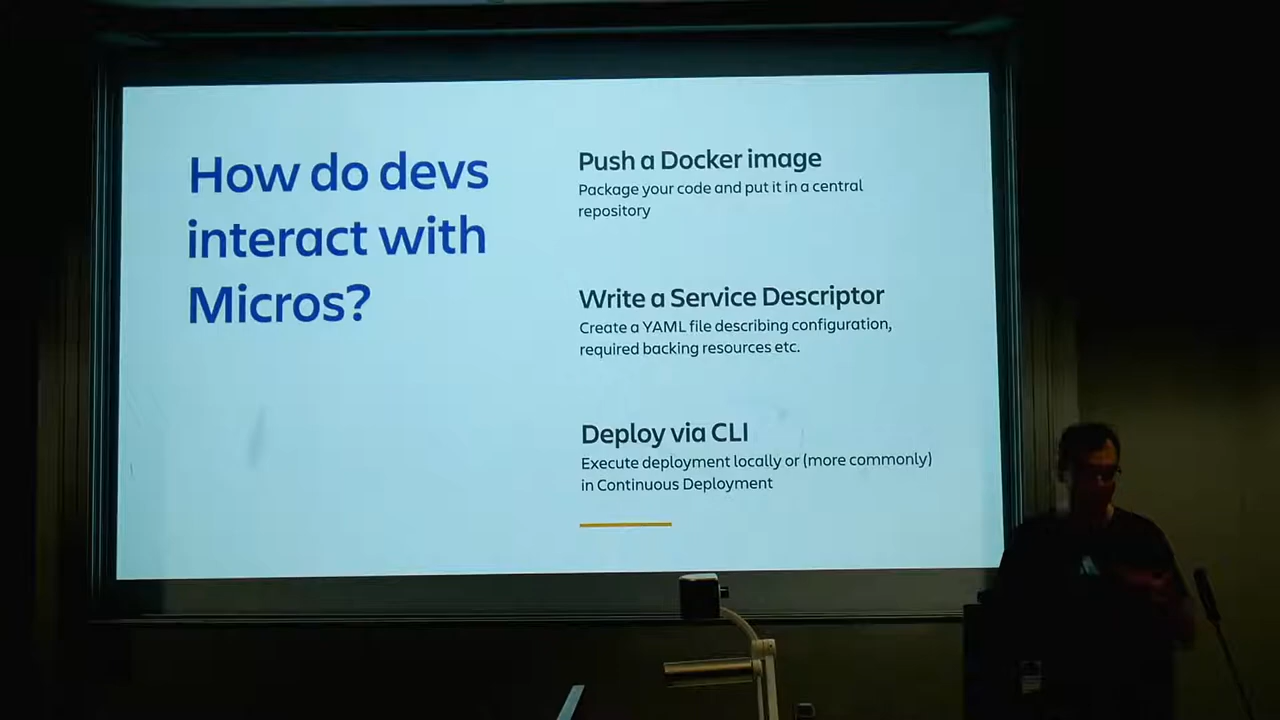 How do devs
interact with
Micros?
Push a Docker image
Package your code and put it in a central
repository
Write a Service Descriptor
Create a YAML file describing configuration,
required backing resources etc.
Deploy via CLI
Execute deployment locally or (more commonly)
in Continuous Deployment